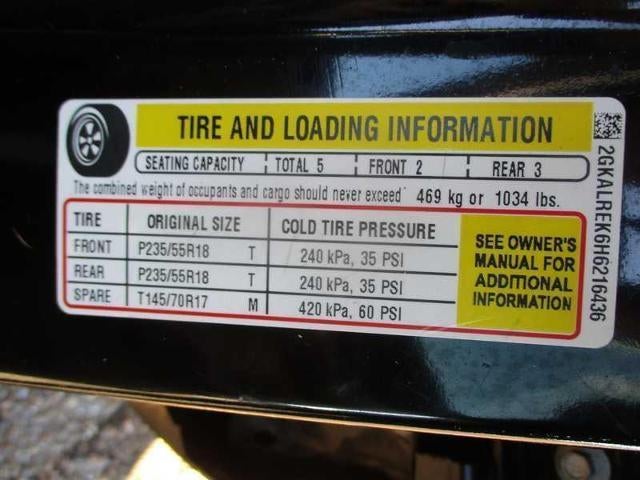 TIRE AND LOADING INFORMATION
SEATING CAPACITY TOTAL 5 FRONT 2 REAR 3
The combined weight of occupants and cargo should never exceed 469 kg or 1034 lbs.
TIRE ORIGINAL SIZE COLD TIRE PRESSURE
FRONT P235/55R18 T 240 kPa, 35 PSI
REAR P235/55R18 T 240 kPa, 35 PSI
SPARE T145/70R17 M 420 kPa, 60 PSI
SEE OWNER'S
MANUAL FOR
ADDITIONAL
INFORMATION
2GKALREK6H6216436